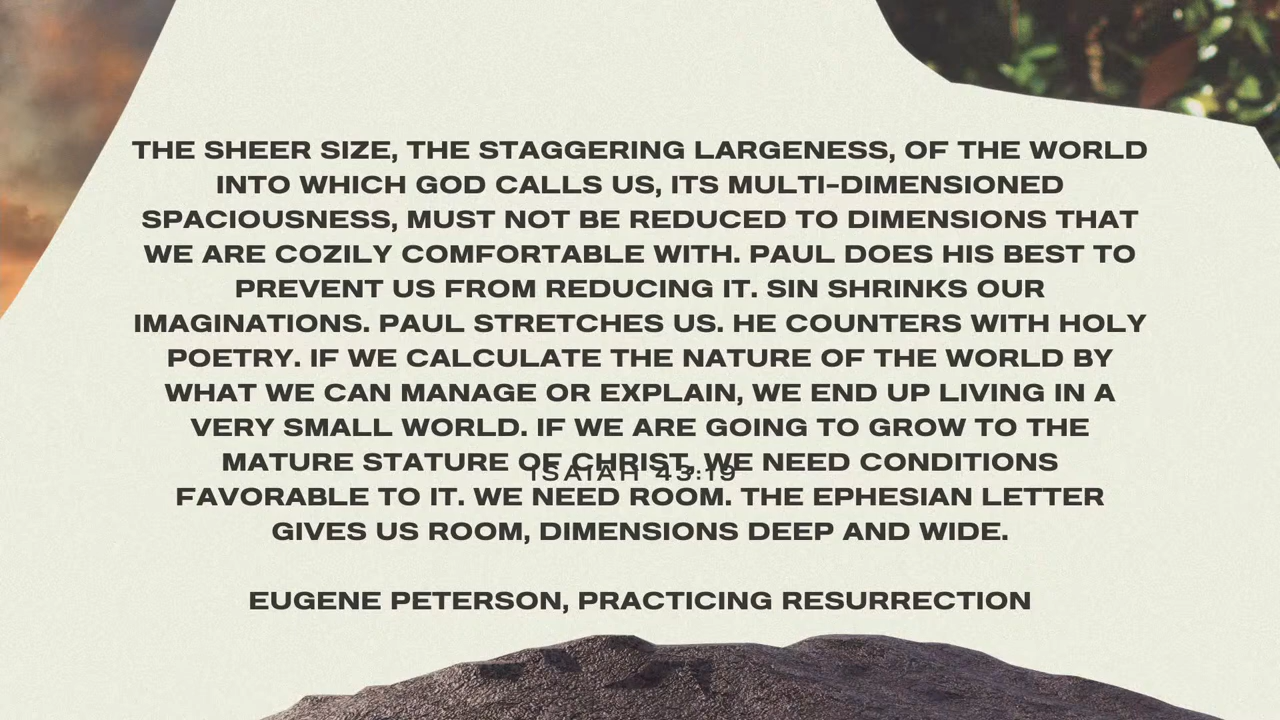 THE SHEER SIZE, THE STAGGERING LARGENESS, OF THE WORLD
INTO WHICH GOD CALLS US, ITS MULTI-DIMENSIONED
SPACIOUSNESS, MUST NOT BE REDUCED TO DIMENSIONS THAT
WE ARE COZILY COMFORTABLE WITH. PAUL DOES HIS BEST TO
PREVENT US FROM REDUCING IT. SIN SHRINKS OUR
IMAGINATIONS. PAUL STRETCHES US. HE COUNTERS WITH HOLY
POETRY. IF WE CALCULATE THE NATURE OF THE WORLD BY
WHAT WE CAN MANAGE OR EXPLAIN, WE END UP LIVING IN A
VERY SMALL WORLD. IF WE ARE GOING TO GROW TO THE
MATURE STATURE OF CHRIST, WE NEED CONDITIONS
ISAIAH 43:19
FAVORABLE TO IT. WE NEED ROOM. THE EPHESIAN LETTER
GIVES US ROOM, DIMENSIONS DEEP AND WIDE.
EUGENE PETERSON, PRACTICING RESURRECTION